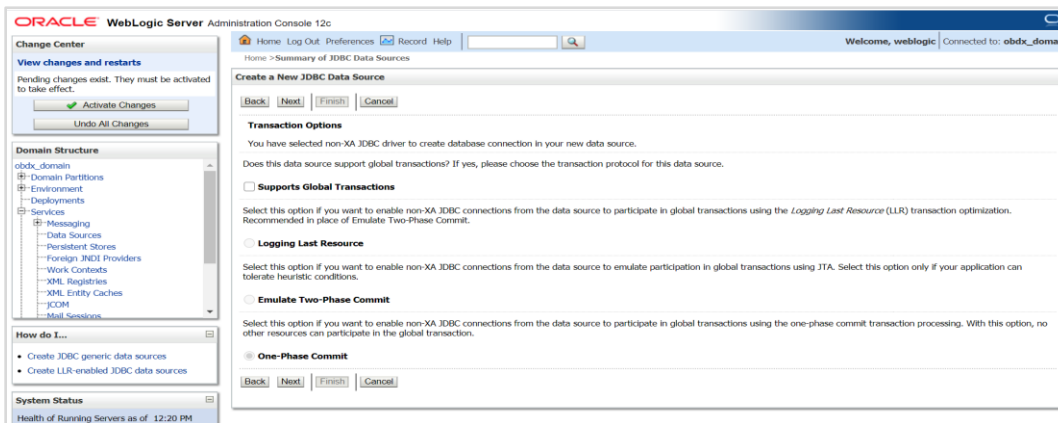 ORACLE WebLogic Server Administration Console 12c
Change Center
View changes and restarts
Pending changes exist. They must be activated
to take effect.
Activate Changes
Undo All Changes
Domain Structure
obdx_domain
Domain Partitions
Environment
Deployments
Services
Messaging
Data Sources
Persistent Stores
Foreign JNDI Providers
Work Contexts
XML Registries
XML Entity Caches
jCOM
Mail Sessions
How do I...
Create JDBC generic data sources
Create LLR-enabled JDBC data sources
System Status
Health of Running Servers as of 12:20 PM
Home Log Out Preferences Record Help
Welcome, weblogic Connected to: obdx_doma
Home >Summary of JDBC Data Sources
Create a New JDBC Data Source
Back Next Finish Cancel
Transaction Options
You have selected non-XA JDBC driver to create database connection in your new data source.
Does this data source support global transactions? If yes, please choose the transaction protocol for this data source.
Supports Global Transactions
Select this option if you want to enable non-XA JDBC connections from the data source to participate in global transactions using the Logging Last Resource (LLR) transaction optimization.
Recommended in place of Emulate Two-Phase Commit.
Logging Last Resource
Select this option if you want to enable non-XA JDBC connections from the data source to emulate participation in global transactions using JTA. Select this option only if your application can
tolerate heuristic conditions.
Emulate Two-Phase Commit
Select this option if you want to enable non-XA JDBC connections from the data source to participate in global transactions using the one-phase commit transaction processing. With this option, no
other resources can participate in the global transaction.
One-Phase Commit
Back Next Finish Cancel